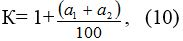 К= 1+ (a₁ + a₂) / 100 , (10)